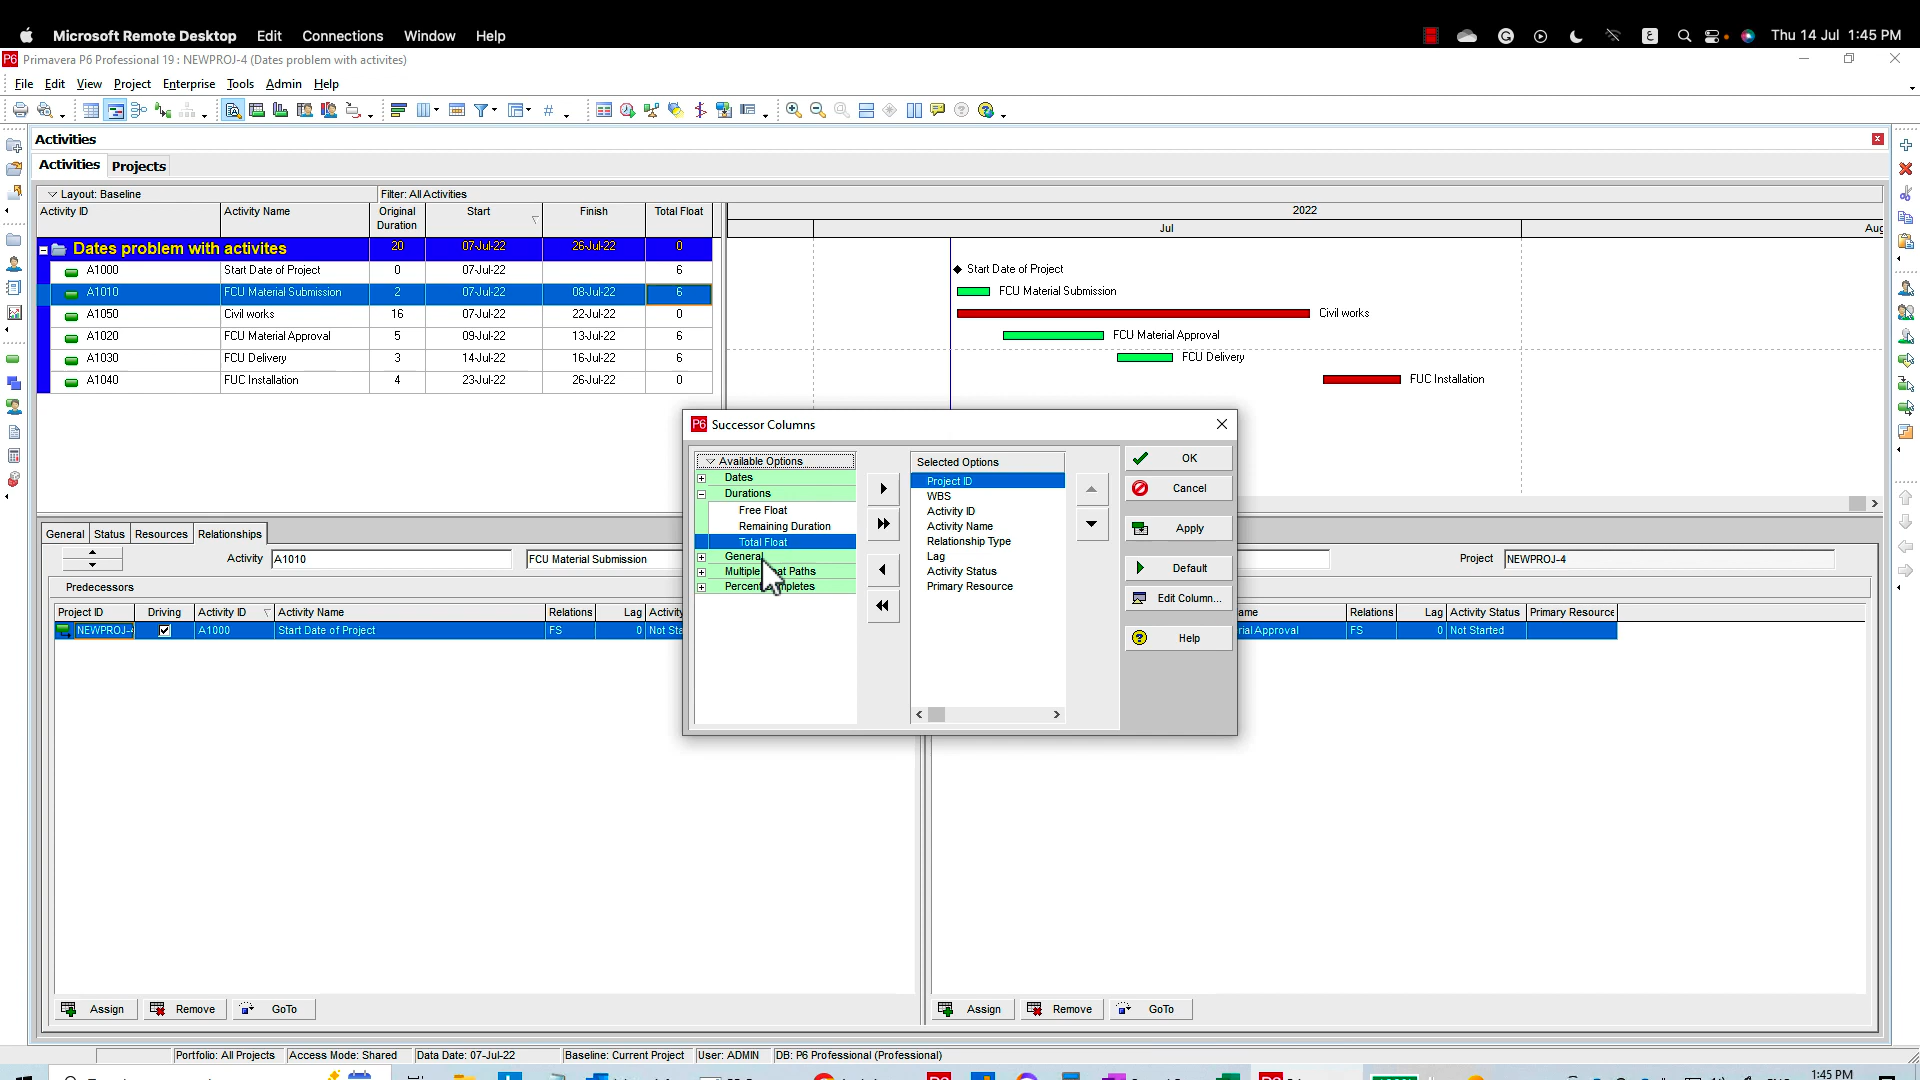 Microsoft Remote Desktop Edit Connections Window Help
Thu 14 Jul 1:45 PM
Primavera P6 Professional 19 : NEWPROJ-4 (Dates problem with activites)
File Edit View Project Enterprise Tools Admin Help
Activities
Activities Projects
Layout: Baseline Filter: All Activities
Activity ID Activity Name Original Duration Start Finish Total Float
2022
Jul Aug
Dates problem with activites 20 07-Jul-22 26-Jul-22 0
A1000 Start Date of Project 0 07-Jul-22 6
A1010 FCU Material Submission 2 07-Jul-22 08-Jul-22 6
A1050 Civil works 16 07-Jul-22 22-Jul-22 0
A1020 FCU Material Approval 5 09-Jul-22 13-Jul-22 6
A1030 FCU Delivery 3 14-Jul-22 16-Jul-22 6
A1040 FUC Installation 4 23-Jul-22 26-Jul-22 0
Start Date of Project
FCU Material Submission
Civil works
FCU Material Approval
FCU Delivery
FUC Installation
P6 Successor Columns
Available Options
Dates
Durations
Free Float
Remaining Duration
Total Float
General
Multiple
Percent
Selected Options
Project ID
WBS
Activity ID
Activity Name
Relationship Type
Lag
Activity Status
Primary Resource
OK
Cancel
Apply
Default
Edit Column...
Help
General Status Resources Relationships
Activity A1010 FCU Material Submission Project NEWPROJ-4
Predecessors
Project ID Driving Activity ID Activity Name Relations Lag Activity
NEWPROJ-4 A1000 Start Date of Project FS 0 Not Sta
ame Relations Lag Activity Status Primary Resource
rial Approval FS 0 Not Started
Assign Remove GoTo
Assign Remove GoTo
Portfolio: All Projects Access Mode: Shared Data Date: 07-Jul-22 Baseline: Current Project User: ADMIN DB: P6 Professional (Professional)
1:45 PM